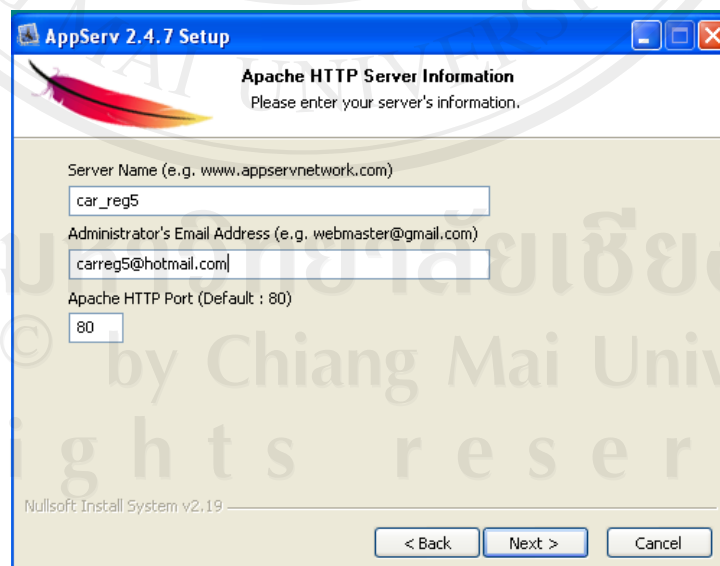 AppServ 2.4.7 Setup
MAI UNIVERS
Apache HTTP Server Information
Please enter your server's information.
Server Name (e.g. www.appservnetwork.com)
car_reg5
Administrator's Email Address (e.g. webmaster@gmail.com)
carreg5@hotmail.com
Apache HTTP Port (Default : 80)
80
© by Chiang Mai Univ
ights reser
Nullsoft Install System v2.19
< Back Next > Cancel